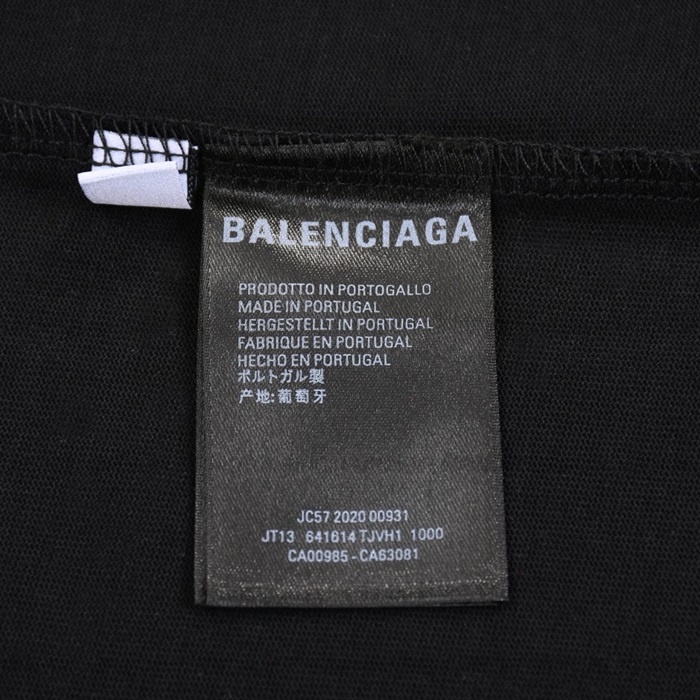 BALENCIAGA
PRODOTTO IN PORTOGALLO
MADE IN PORTUGAL
HERGESTELLT IN PORTUGAL
FABRIQUE EN PORTUGAL
HECHO EN PORTUGAL
ポルトガル製
产地:葡萄牙
JC57 2020 00931
JT13 641614 TJVH1 1000
CA00985 - CA63081